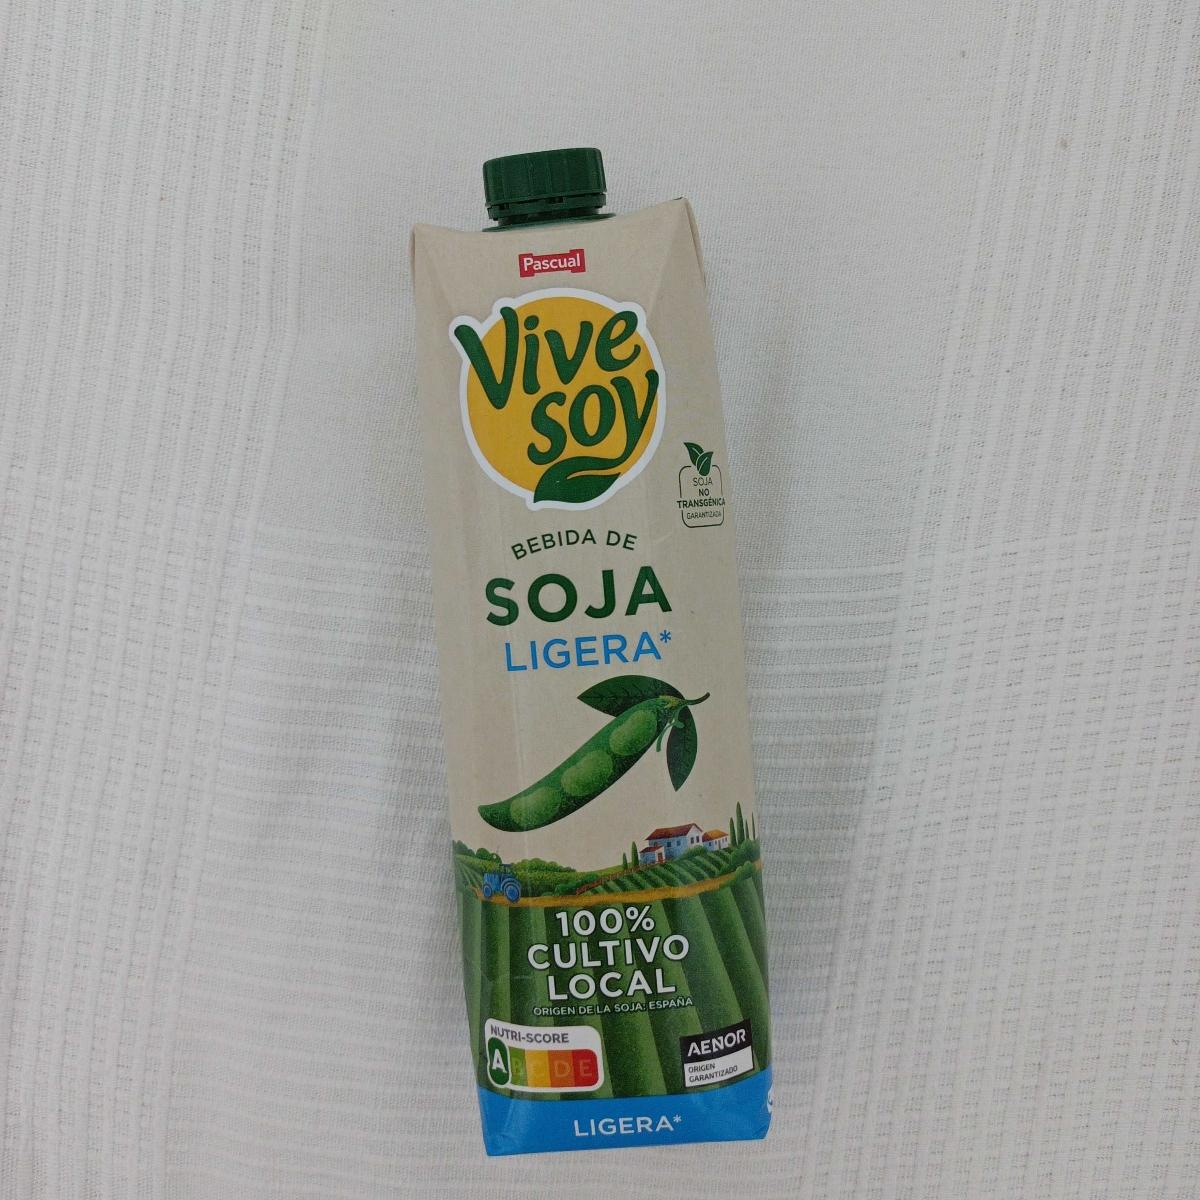 Pascual
Vive
soy
SOJA
NO
TRANSGÉNICA
GARANTIZADA
BEBIDA DE
SOJA
LIGERA*
100%
CULTIVO
LOCAL
ORIGEN DE LA SOJA: ESPAÑA
NUTRI-SCORE
A B C D E
AENOR
ORIGEN
GARANTIZADO
LIGERA*